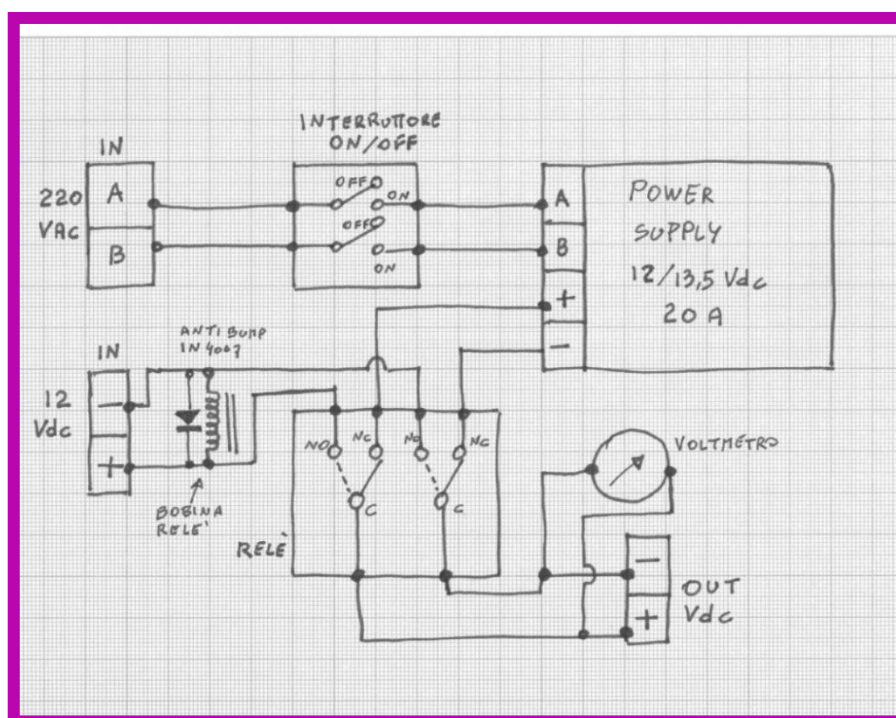 INTERRUTTORE
ON/OFF
IN
220
VAC
A
B
OFF
ON
OFF
ON
A
B
+
-
POWER
SUPPLY
12/13,5 Vdc
20 A
ANTI BUMP
1N4007
IN
12
Vdc
-
+
BOBINA
RELE'
NO
NC
NO
NC
C
C
RELE'
VOLTMETRO
-
+
OUT
Vdc